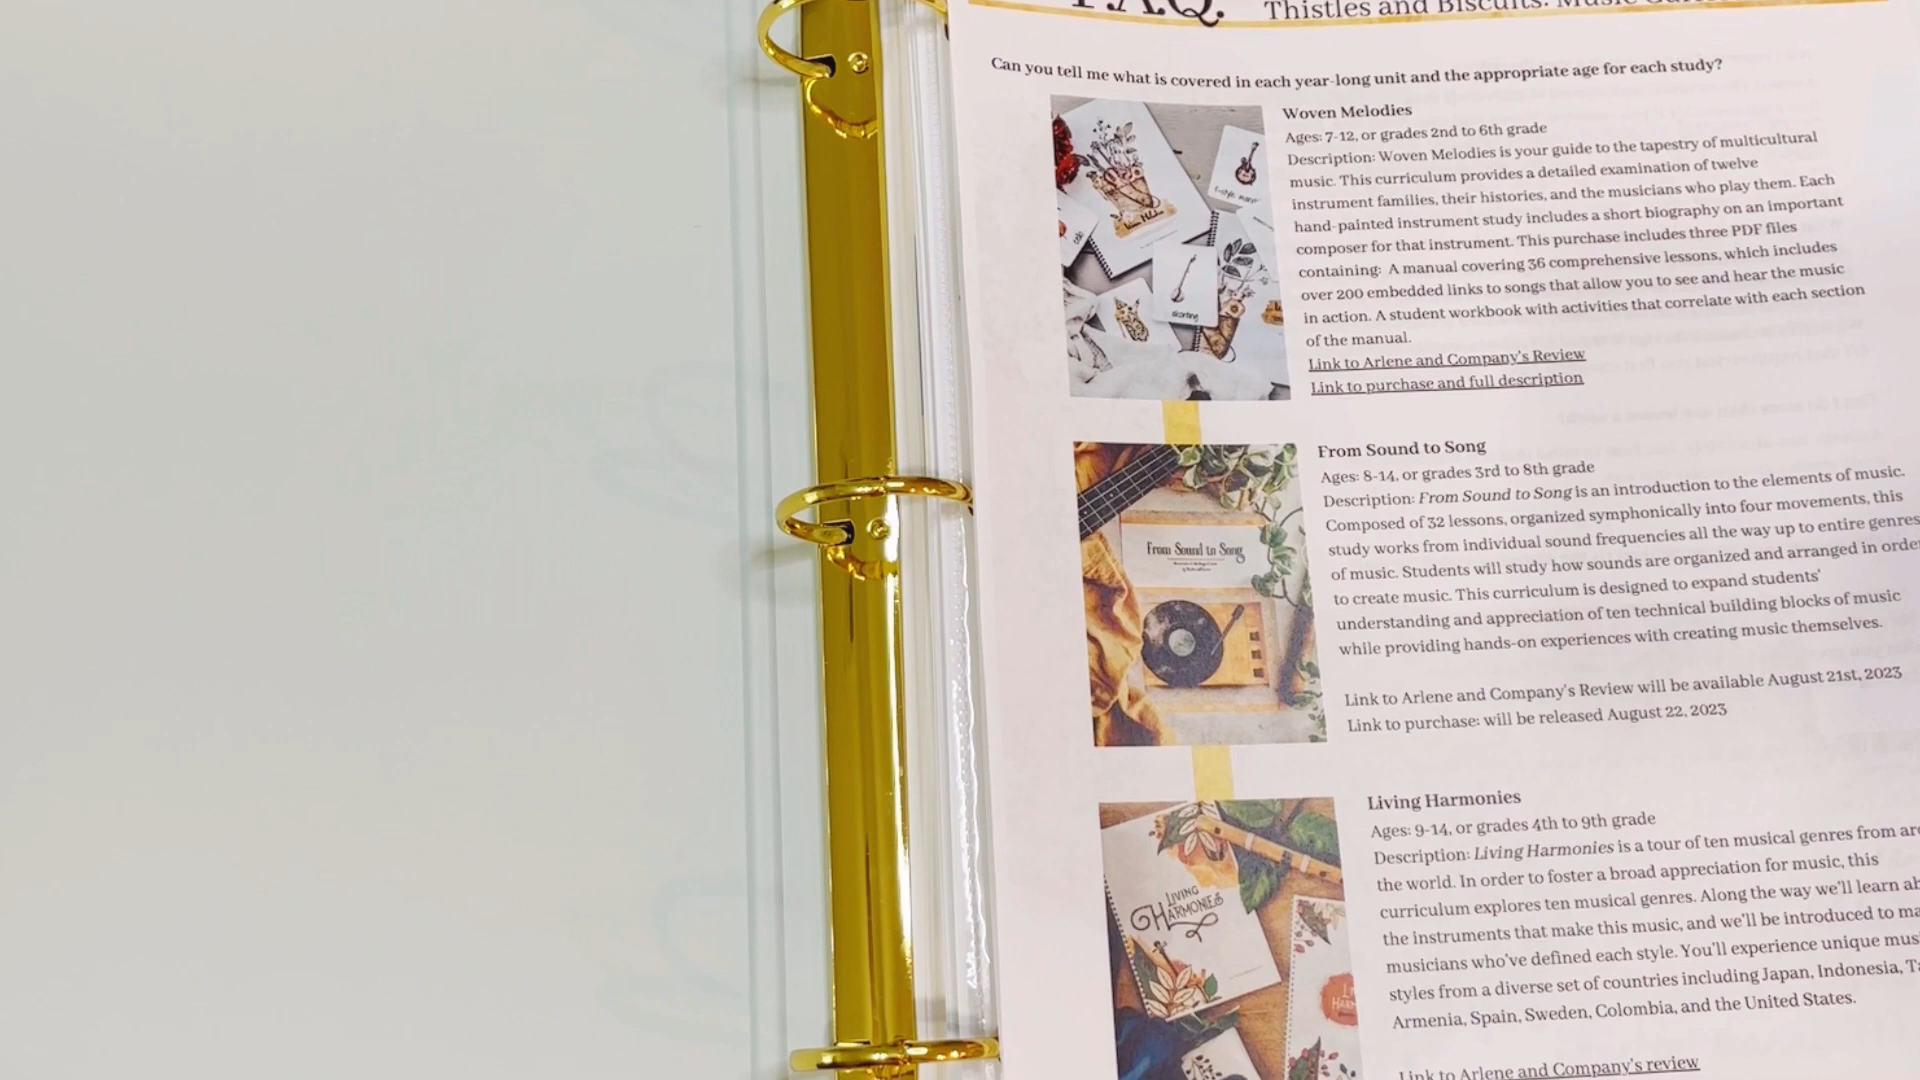 F.A.Q.
Thistles and Biscuits: Music
Can you tell me what is covered in each year-long unit and the appropriate age for each study?
Woven Melodies
Ages: 7-12, or grades 2nd to 6th grade
Description: Woven Melodies is your guide to the tapestry of multicultural
music. This curriculum provides a detailed examination of twelve
instrument families, their histories, and the musicians who play them. Each
hand-painted instrument study includes a short biography on an important
composer for that instrument. This purchase includes three PDF files
containing: A manual covering 36 comprehensive lessons, which includes
over 200 embedded links to songs that allow you to see and hear the music
in action. A student workbook with activities that correlate with each section
of the manual.
Link to Arlene and Company's Review
Link to purchase and full description
From Sound to Song
Ages: 8-14, or grades 3rd to 8th grade
Description: From Sound to Song is an introduction to the elements of music.
Composed of 32 lessons, organized symphonically into four movements, this
study works from individual sound frequencies all the way up to entire genres
of music. Students will study how sounds are organized and arranged in orde
to create music. This curriculum is designed to expand students'
understanding and appreciation of ten technical building blocks of music
while providing hands-on experiences with creating music themselves.
Link to Arlene and Company's Review will be available August 21st, 2023
Link to purchase: will be released August 22, 2023
From Sound to Song
Living Harmonies
Ages: 9-14, or grades 4th to 9th grade
Description: Living Harmonies is a tour of ten musical genres from aro
the world. In order to foster a broad appreciation for music, this
curriculum explores ten musical genres. Along the way we'll learn ab
the instruments that make this music, and we'll be introduced to ma
musicians who've defined each style. You'll experience unique mus
styles from a diverse set of countries including Japan, Indonesia, Ta
Armenia, Spain, Sweden, Colombia, and the United States.
Link to Arlene and Company's review
LIVING
HARMONIES